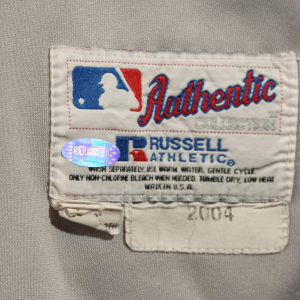 Authentic
RUSSELL
ATHLETIC®
WASH SEPARATELY. USE WARM WATER, GENTLE CYCLE
ONLY NON-CHLORINE BLEACH WHEN NEEDED. TUMBLE DRY, LOW HEAT
MADE IN U.S.A.
2004